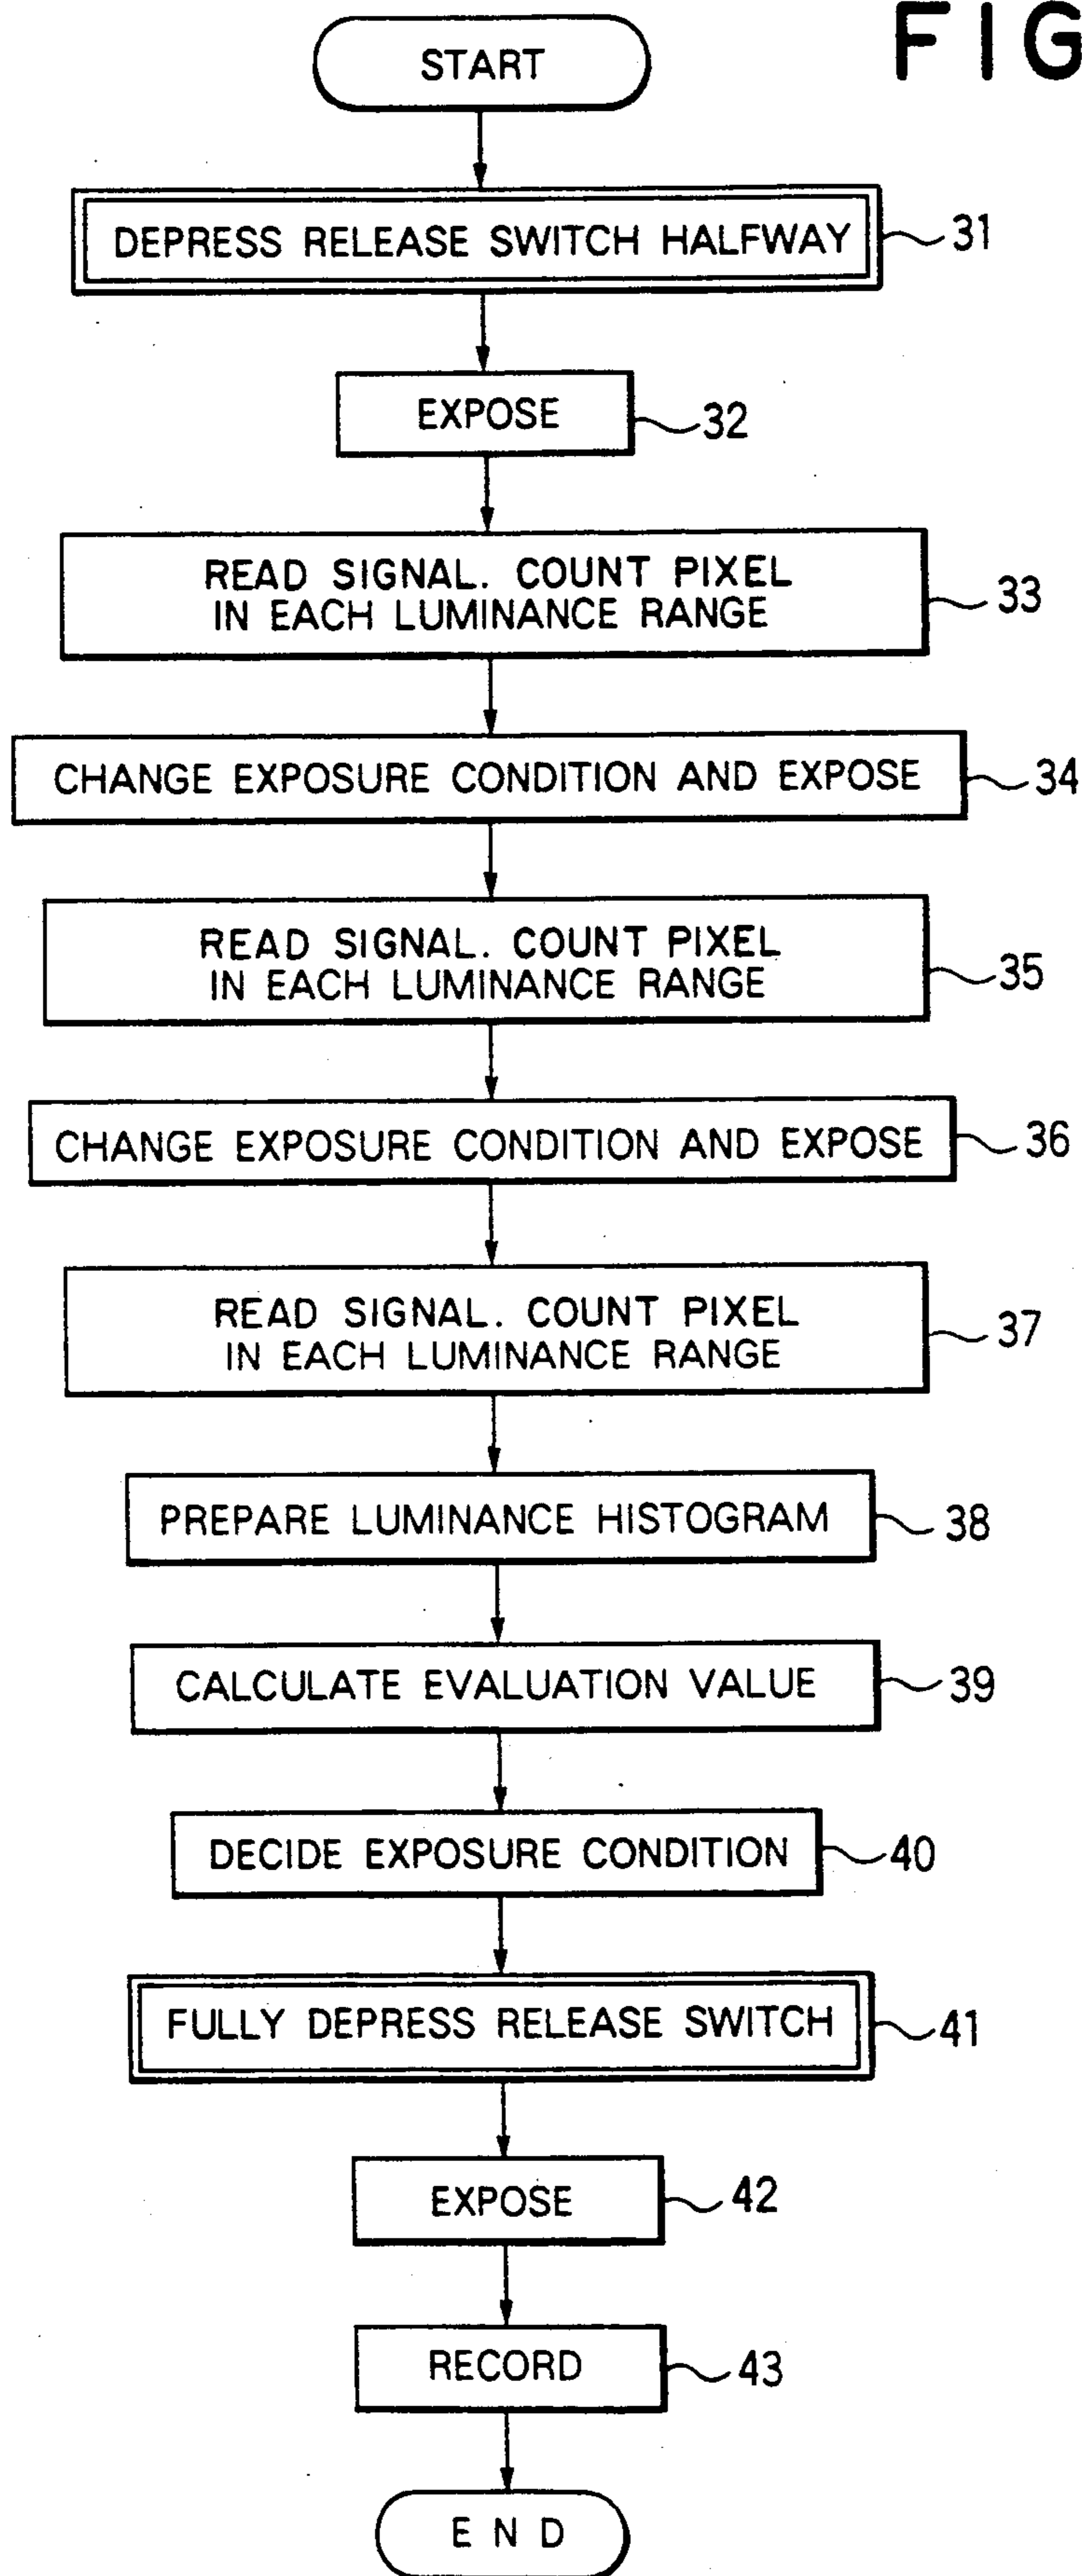 FIG
START
DEPRESS RELEASE SWITCH HALFWAY
31
EXPOSE
32
READ SIGNAL. COUNT PIXEL
IN EACH LUMINANCE RANGE
33
CHANGE EXPOSURE CONDITION AND EXPOSE
34
READ SIGNAL. COUNT PIXEL
IN EACH LUMINANCE RANGE
35
CHANGE EXPOSURE CONDITION AND EXPOSE
36
READ SIGNAL. COUNT PIXEL
IN EACH LUMINANCE RANGE
37
PREPARE LUMINANCE HISTOGRAM
38
CALCULATE EVALUATION VALUE
39
DECIDE EXPOSURE CONDITION
40
FULLY DEPRESS RELEASE SWITCH
41
EXPOSE
42
RECORD
43
END